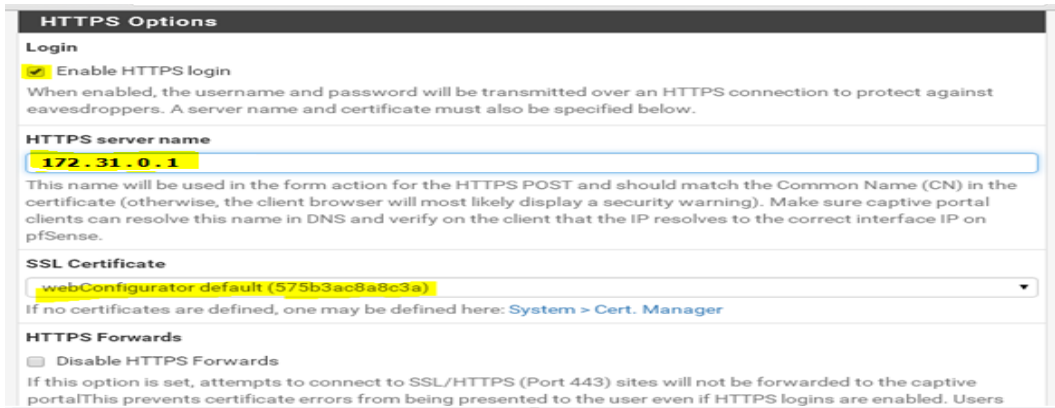 HTTPS Options
Login
Enable HTTPS login
When enabled, the username and password will be transmitted over an HTTPS connection to protect against
eavesdroppers. A server name and certificate must also be specified below.
HTTPS server name
172.31.0.1
This name will be used in the form action for the HTTPS POST and should match the Common Name (CN) in the
certificate (otherwise, the client browser will most likely display a security warning). Make sure captive portal
clients can resolve this name in DNS and verify on the client that the IP resolves to the correct interface IP on
pfSense.
SSL Certificate
webConfigurator default (575b3ac8a8c3a)
If no certificates are defined, one may be defined here: System > Cert. Manager
HTTPS Forwards
Disable HTTPS Forwards
If this option is set, attempts to connect to SSL/HTTPS (Port 443) sites will not be forwarded to the captive
portalThis prevents certificate errors from being presented to the user even if HTTPS logins are enabled. Users